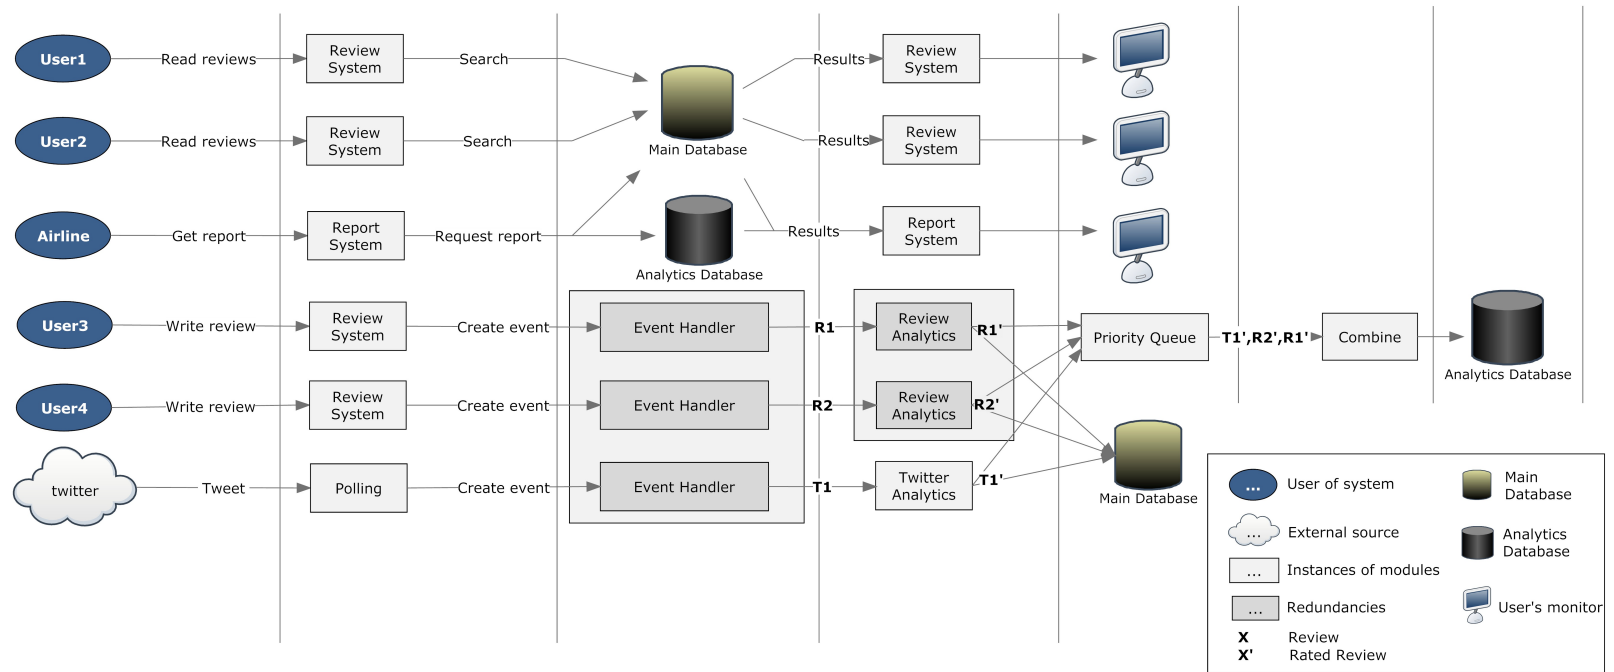 User1
Read reviews
Review
System
Search
Main Database
Results
Review
System
User2
Read reviews
Review
System
Search
Results
Review
System
Airline
Get report
Report
System
Request report
Analytics Database
Results
Report
System
User3
Write review
Review
System
Create event
Event Handler
R1
Review
Analytics
R1'
Priority Queue
T1',R2',R1'
Combine
Analytics Database
User4
Write review
Review
System
Create event
Event Handler
R2
Review
Analytics
R2'
twitter
Tweet
Polling
Create event
Event Handler
T1
Twitter
Analytics
T1'
Main Database
...
User of system
...
External source
...
Instances of modules
...
Redundancies
X
Review
X'
Rated Review
Main
Database
Analytics
Database
User's monitor